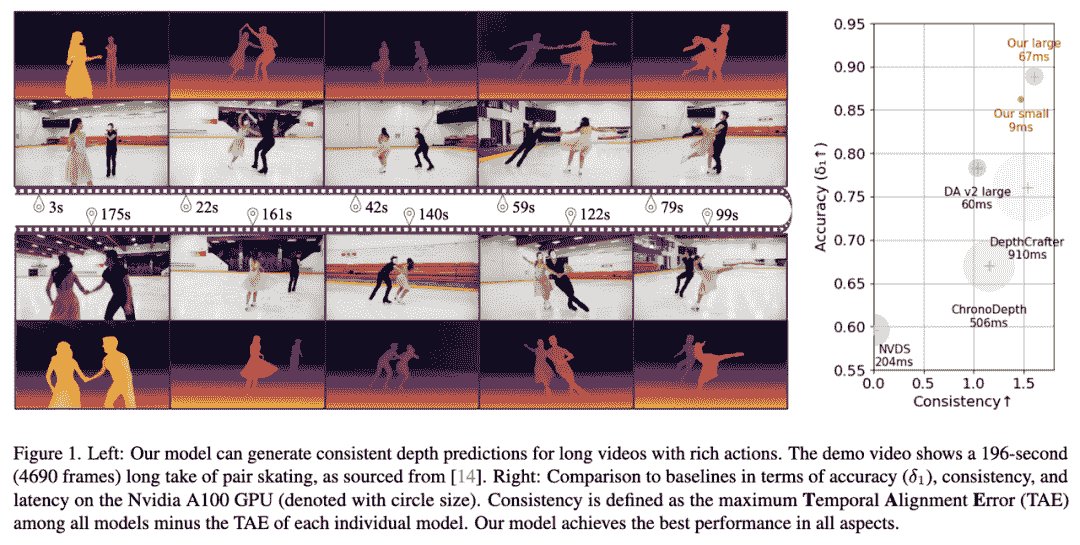 3s
22s
42s
59s
79s
175s
161s
140s
122s
99s
0.95
0.90
0.85
0.80
0.75
0.70
0.65
0.60
0.55
Accuracy (δ₁↑)
Our large
67ms
Our small
9ms
DA v2 large
60ms
DepthCrafter
910ms
ChronoDepth
506ms
NVDS
204ms
0.0 0.5 1.0 1.5
Consistency↑
Figure 1. Left: Our model can generate consistent depth predictions for long videos with rich actions. The demo video shows a 196-second
(4690 frames) long take of pair skating, as sourced from [14]. Right: Comparison to baselines in terms of accuracy (δ₁), consistency, and
latency on the Nvidia A100 GPU (denoted with circle size). Consistency is defined as the maximum Temporal Alignment Error (TAE)
among all models minus the TAE of each individual model. Our model achieves the best performance in all aspects.